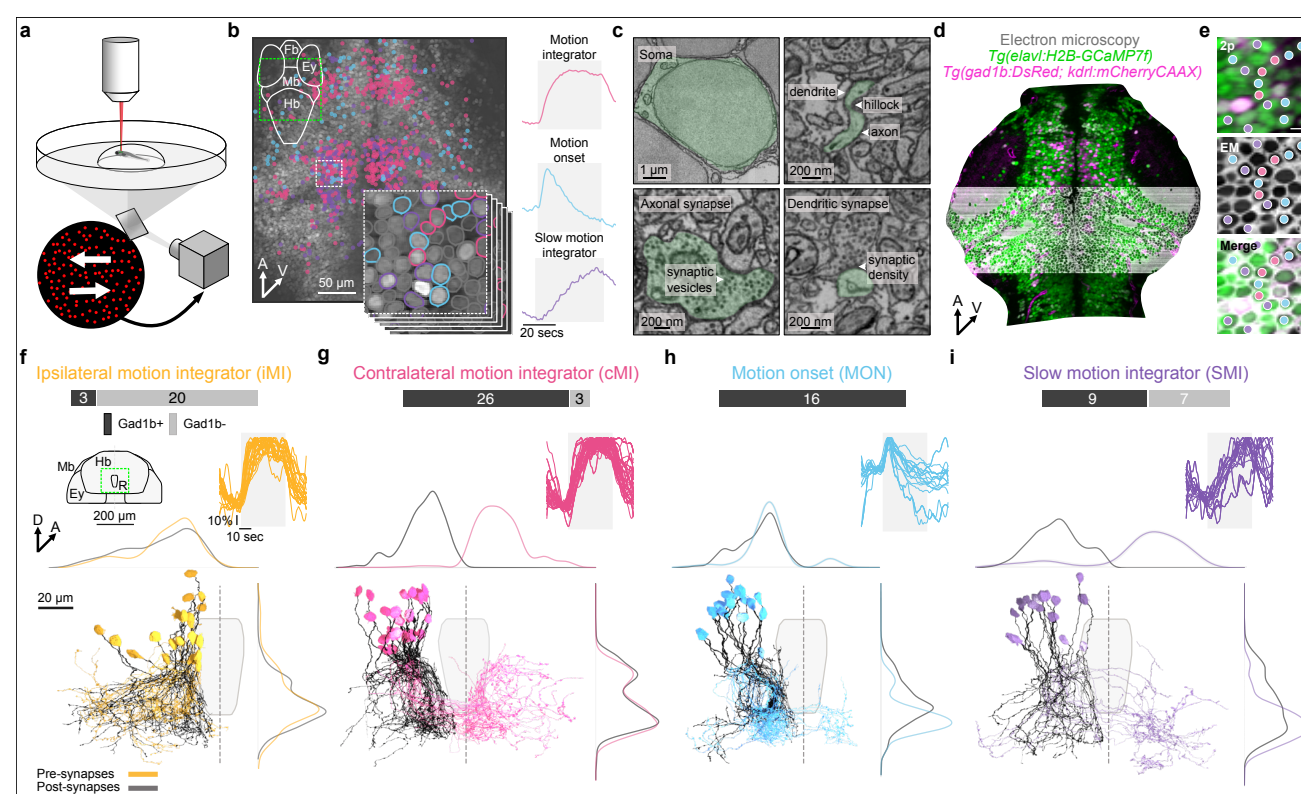 a
b
Fb
Ey
Mb
Hb
A
V
50 µm
Motion
integrator
Motion
onset
Slow motion
integrator
20 secs
c
Soma
1 µm
dendrite
hillock
axon
200 nm
Axonal synapse
synaptic
vesicles
200 nm
Dendritic synapse
synaptic
density
200 nm
d
Electron microscopy
Tg(elavl:H2B-GCaMP7f)
Tg(gad1b:DsRed; kdrl:mCherryCAAX)
A
V
e
2p
EM
Merge
f
Ipsilateral motion integrator (iMI)
3 20
Gad1b+ Gad1b-
Mb
Hb
R
Ey
200 µm
D
A
10%
10 sec
20 µm
Pre-synapses
Post-synapses
g
Contralateral motion integrator (cMI)
26 3
h
Motion onset (MON)
16
i
Slow motion integrator (SMI)
9 7